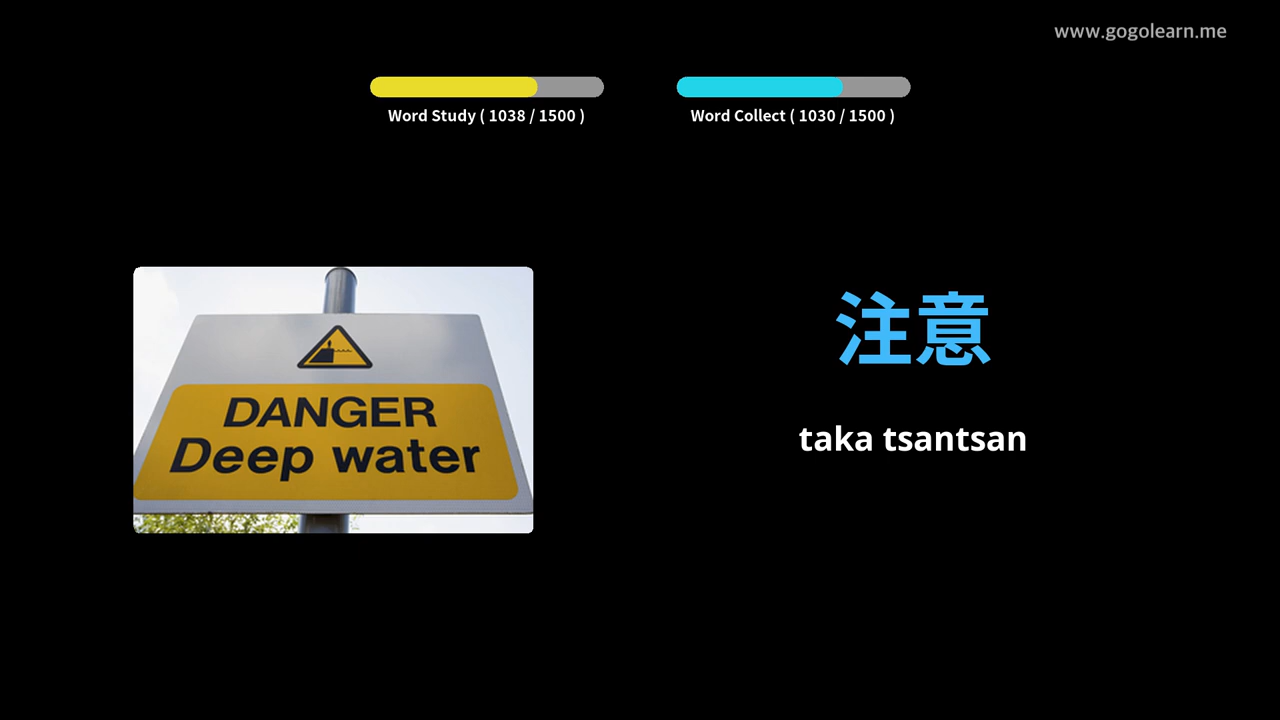 www.gogolearn.me
Word Study ( 1038 / 1500 )
Word Collect ( 1030 / 1500 )
DANGER
Deep water
注意
taka tsantsan